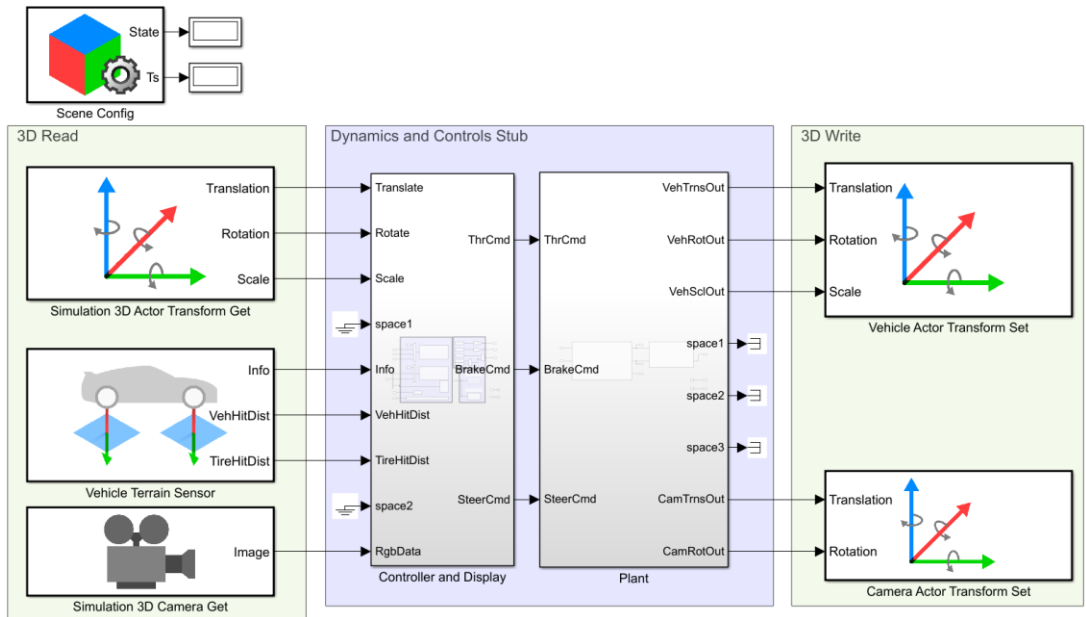 State
Ts
Scene Config
3D Read
Translation
Rotation
Scale
Simulation 3D Actor Transform Get
Info
VehHitDist
TireHitDist
Vehicle Terrain Sensor
Image
Simulation 3D Camera Get
Dynamics and Controls Stub
Translate
Rotate
Scale
space1
Info
VehHitDist
TireHitDist
space2
RgbData
ThrCmd
BrakeCmd
SteerCmd
Controller and Display
ThrCmd
BrakeCmd
SteerCmd
VehTrnsOut
VehRotOut
VehSclOut
space1
space2
space3
CamTrnsOut
CamRotOut
Plant
3D Write
Translation
Rotation
Scale
Vehicle Actor Transform Set
Translation
Rotation
Camera Actor Transform Set